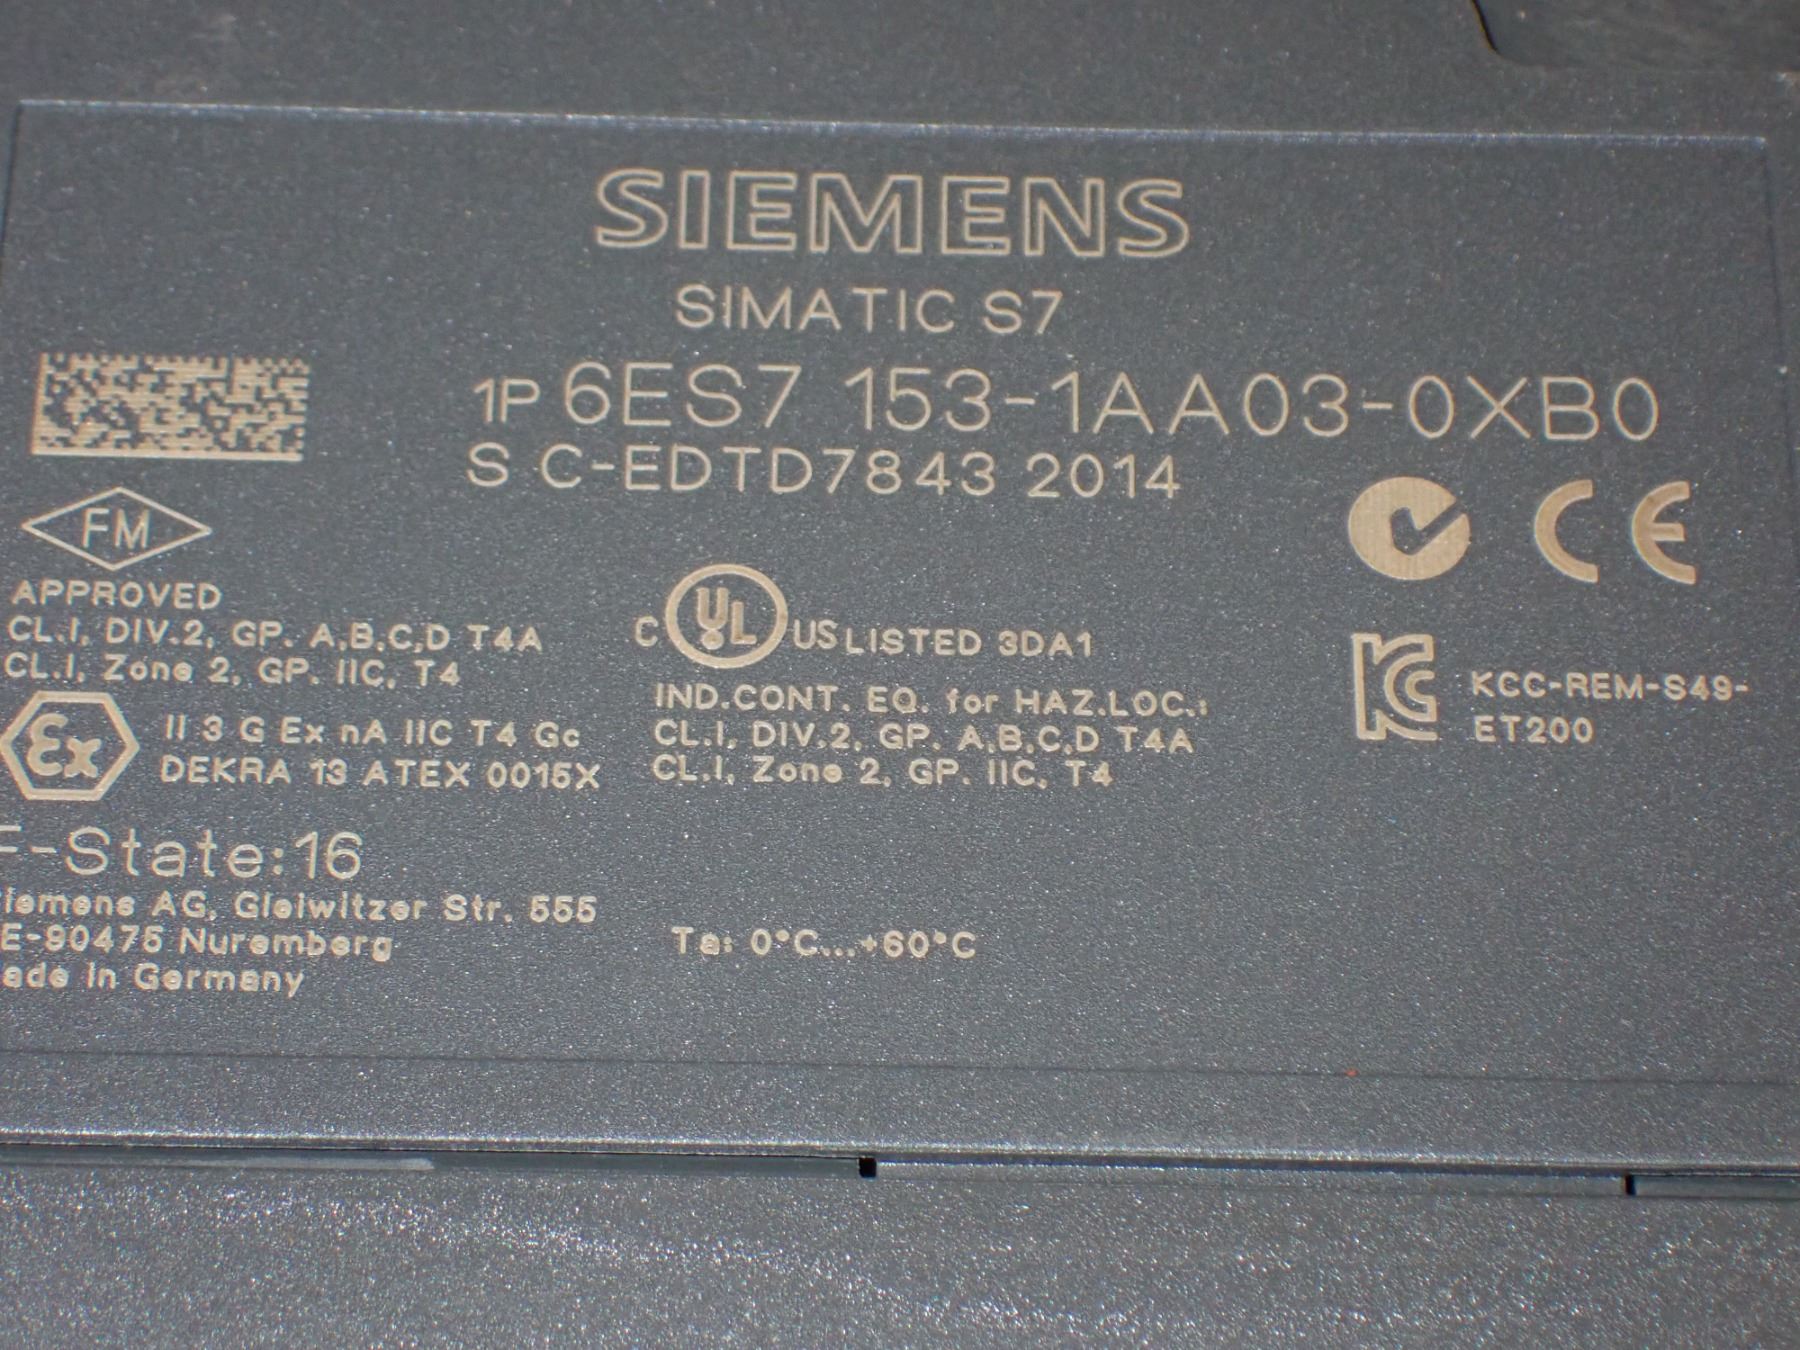 SIEMENS
SIMATIC S7
1P 6ES7 153-1AA03-0XB0
S C-EDTD7843 2014
FM
APPROVED
CL.I, DIV.2, GP. A,B,C,D T4A
CL.I, Zone 2, GP. IIC, T4
Ex
II 3 G Ex nA IIC T4 Gc
DEKRA 13 ATEX 0015X
C UL US LISTED 3DA1
IND.CONT. EQ. for HAZ.LOC.:
CL.I, DIV.2, GP. A,B,C,D T4A
CL.I, Zone 2, GP. IIC, T4
CE
KCC-REM-S49-
ET200
F-State:16
iemens AG, Gleiwitzer Str. 555
E-90475 Nuremberg
ade in Germany
Ta: 0°C...+60°C